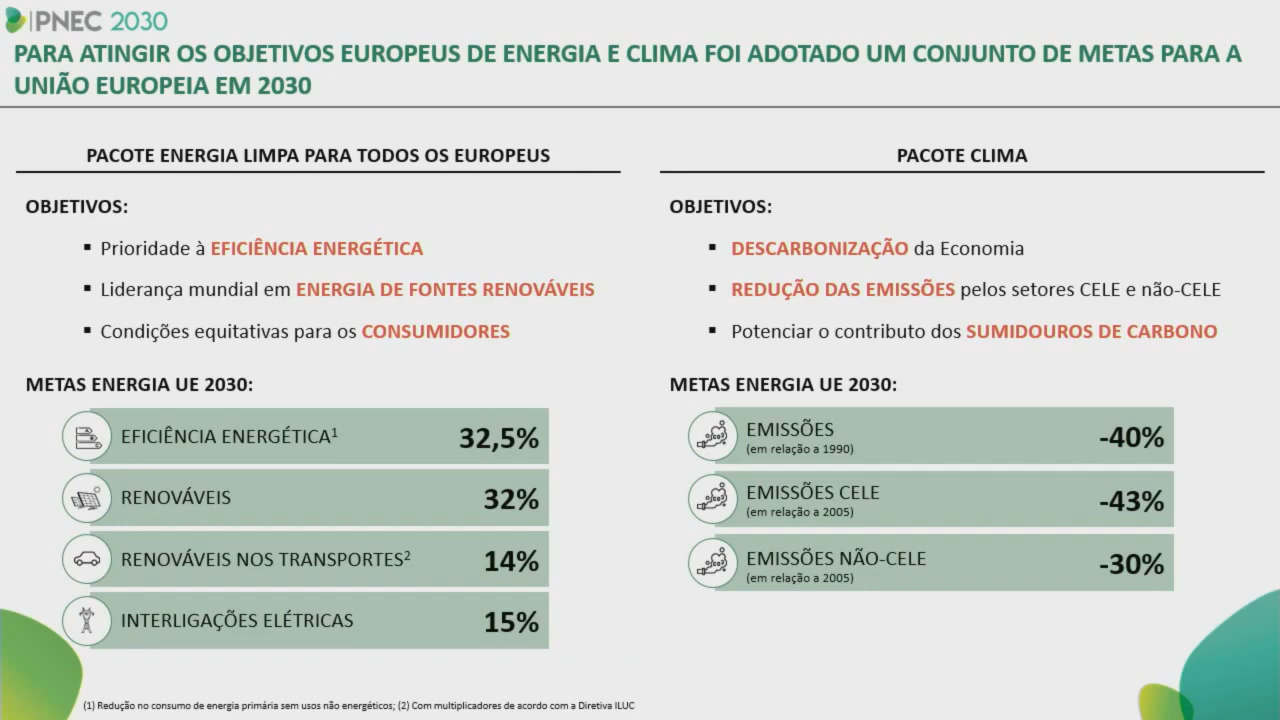 PNEC 2030
PARA ATINGIR OS OBJETIVOS EUROPEUS DE ENERGIA E CLIMA FOI ADOTADO UM CONJUNTO DE METAS PARA A
UNIÃO EUROPEIA EM 2030
PACOTE ENERGIA LIMPA PARA TODOS OS EUROPEUS
OBJETIVOS:
▪ Prioridade à EFICIÊNCIA ENERGÉTICA
▪ Liderança mundial em ENERGIA DE FONTES RENOVÁVEIS
▪ Condições equitativas para os CONSUMIDORES
METAS ENERGIA UE 2030:
EFICIÊNCIA ENERGÉTICA¹ 32,5%
RENOVÁVEIS 32%
RENOVÁVEIS NOS TRANSPORTES² 14%
INTERLIGAÇÕES ELÉTRICAS 15%
PACOTE CLIMA
OBJETIVOS:
▪ DESCARBONIZAÇÃO da Economia
▪ REDUÇÃO DAS EMISSÕES pelos setores CELE e não-CELE
▪ Potenciar o contributo dos SUMIDOUROS DE CARBONO
METAS ENERGIA UE 2030:
EMISSÕES -40%
(em relação a 1990)
EMISSÕES CELE -43%
(em relação a 2005)
EMISSÕES NÃO-CELE -30%
(em relação a 2005)
(1) Redução no consumo de energia primária sem usos não energéticos; (2) Com multiplicadores de acordo com a Diretiva ILUC